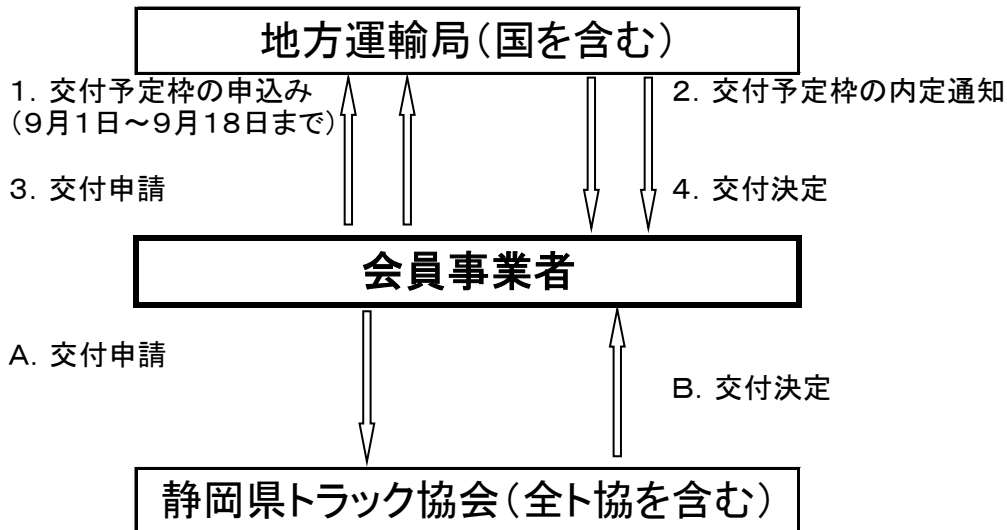 地方運輸局(国を含む)
1. 交付予定枠の申込み
(9月1日~9月18日まで)
2. 交付予定枠の内定通知
3. 交付申請
4. 交付決定
会員事業者
A. 交付申請
B. 交付決定
静岡県トラック協会(全ト協を含む)